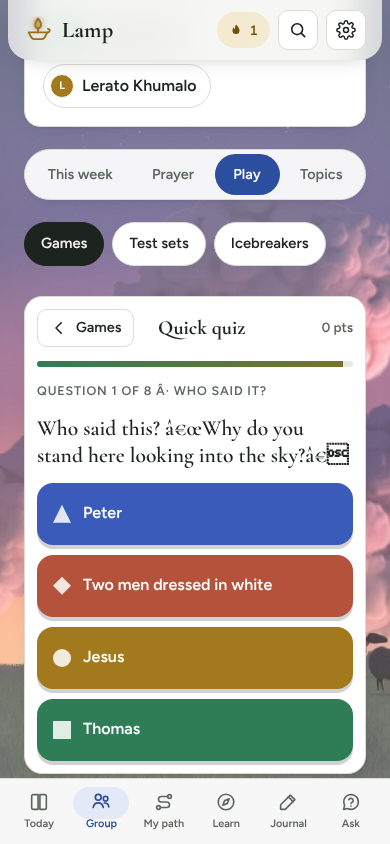 Lamp
1
L
Lerato Khumalo
This week
Prayer
Play
Topics
Games
Test sets
Icebreakers
Games
Quick quiz
0 pts
QUESTION 1 OF 8 Â· WHO SAID IT?
Who said this? â€œWhy do you
stand here looking into the sky?â€
Peter
Two men dressed in white
Jesus
Thomas
Today
Group
My path
Learn
Journal
Ask